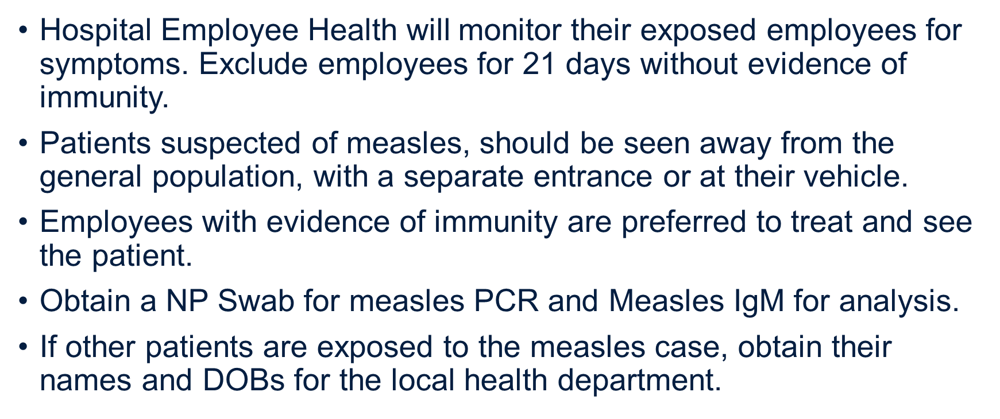 • Hospital Employee Health will monitor their exposed employees for
symptoms. Exclude employees for 21 days without evidence of
immunity.
• Patients suspected of measles, should be seen away from the
general population, with a separate entrance or at their vehicle.
• Employees with evidence of immunity are preferred to treat and see
the patient.
• Obtain a NP Swab for measles PCR and Measles IgM for analysis.
• If other patients are exposed to the measles case, obtain their
names and DOBs for the local health department.